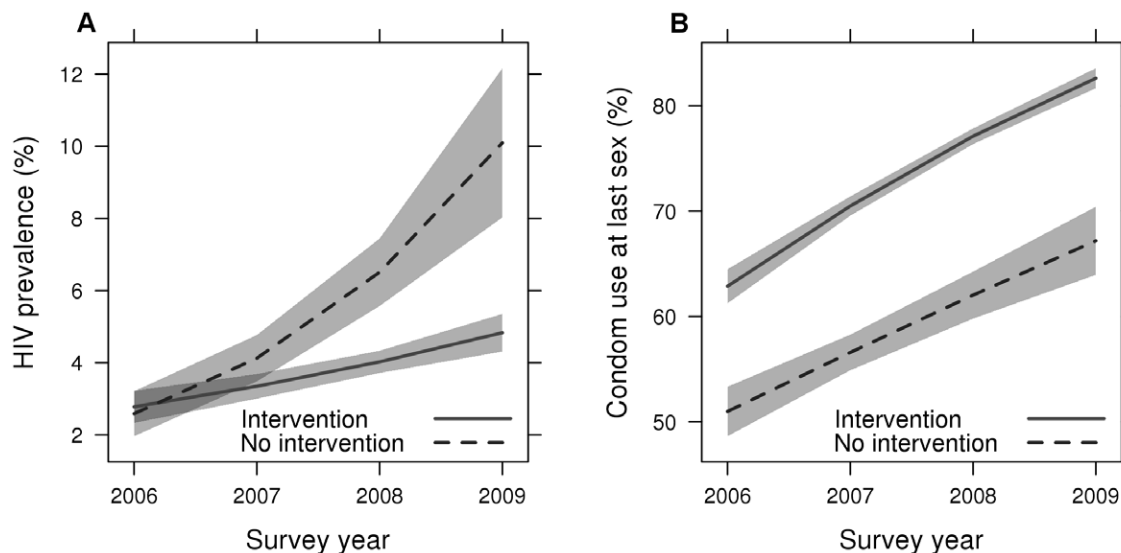 A
HIV prevalence (%)
12
10
8
6
4
2
Intervention
No intervention
2006 2007 2008 2009
Survey year
B
Condom use at last sex (%)
80
70
60
50
Intervention
No intervention
2006 2007 2008 2009
Survey year